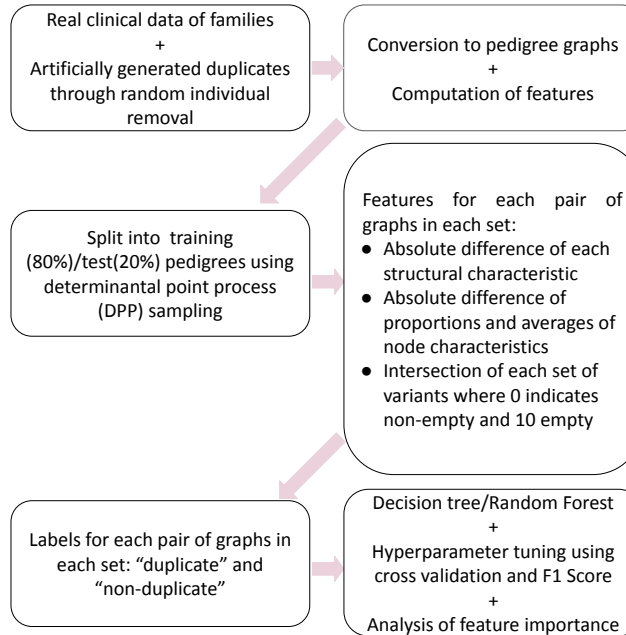 Real clinical data of families
+
Artificially generated duplicates
through random individual
removal
Conversion to pedigree graphs
+
Computation of features
Split into training
(80%)/test(20%) pedigrees using
determinantal point process
(DPP) sampling
Features for each pair of
graphs in each set:
● Absolute difference of each
structural characteristic
● Absolute difference of
proportions and averages of
node characteristics
● Intersection of each set of
variants where 0 indicates
non-empty and 10 empty
Labels for each pair of graphs in
each set: “duplicate” and
“non-duplicate”
Decision tree/Random Forest
+
Hyperparameter tuning using
cross validation and F1 Score
+
Analysis of feature importance